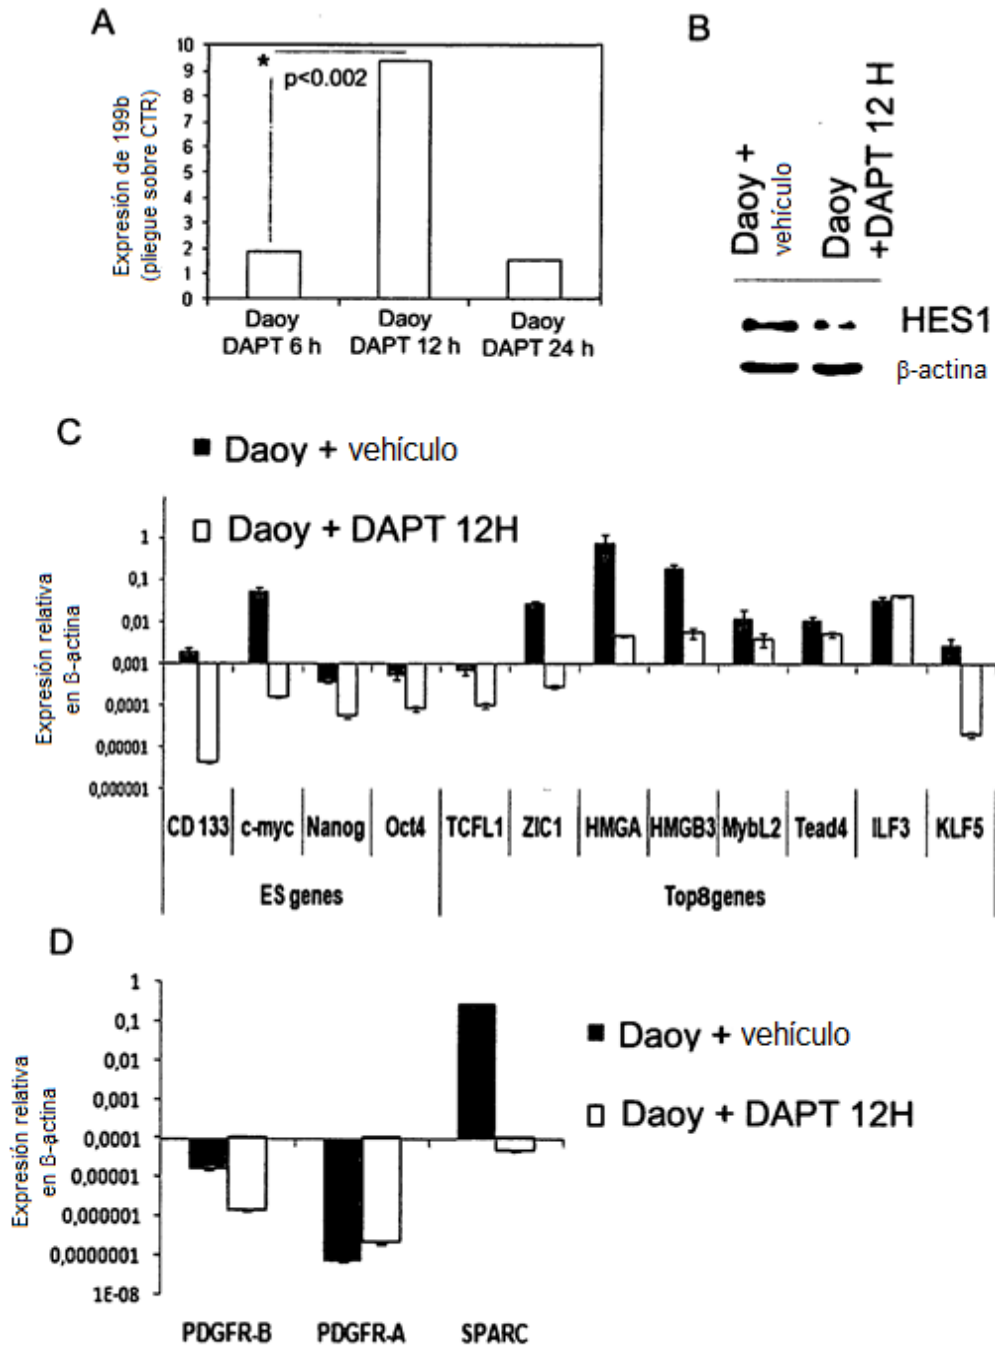 A
10
9
8
7
6
5
4
3
2
1
0
Expresión de 199b
(pliegue sobre CTR)
*
p<0.002
Daoy
DAPT 6 h
Daoy
DAPT 12 h
Daoy
DAPT 24 h
B
Daoy +
vehículo
Daoy
+DAPT 12 H
HES1
β-actina
C
Daoy + vehículo
Daoy + DAPT 12H
Expresión relativa
en ß-actina
1
0,1
0,01
0,001
0,0001
0,00001
0,000001
CD133
c-myc
Nanog
Oct4
TCFL1
ZIC1
HMGA
HMGB3
MybL2
Tead4
ILF3
KLF5
ES genes
Top8genes
D
Expresión relativa
en ß-actina
1
0,1
0,01
0,001
0,0001
0,00001
0,000001
0,0000001
1E-08
PDGFR-B
PDGFR-A
SPARC
Daoy + vehículo
Daoy + DAPT 12H